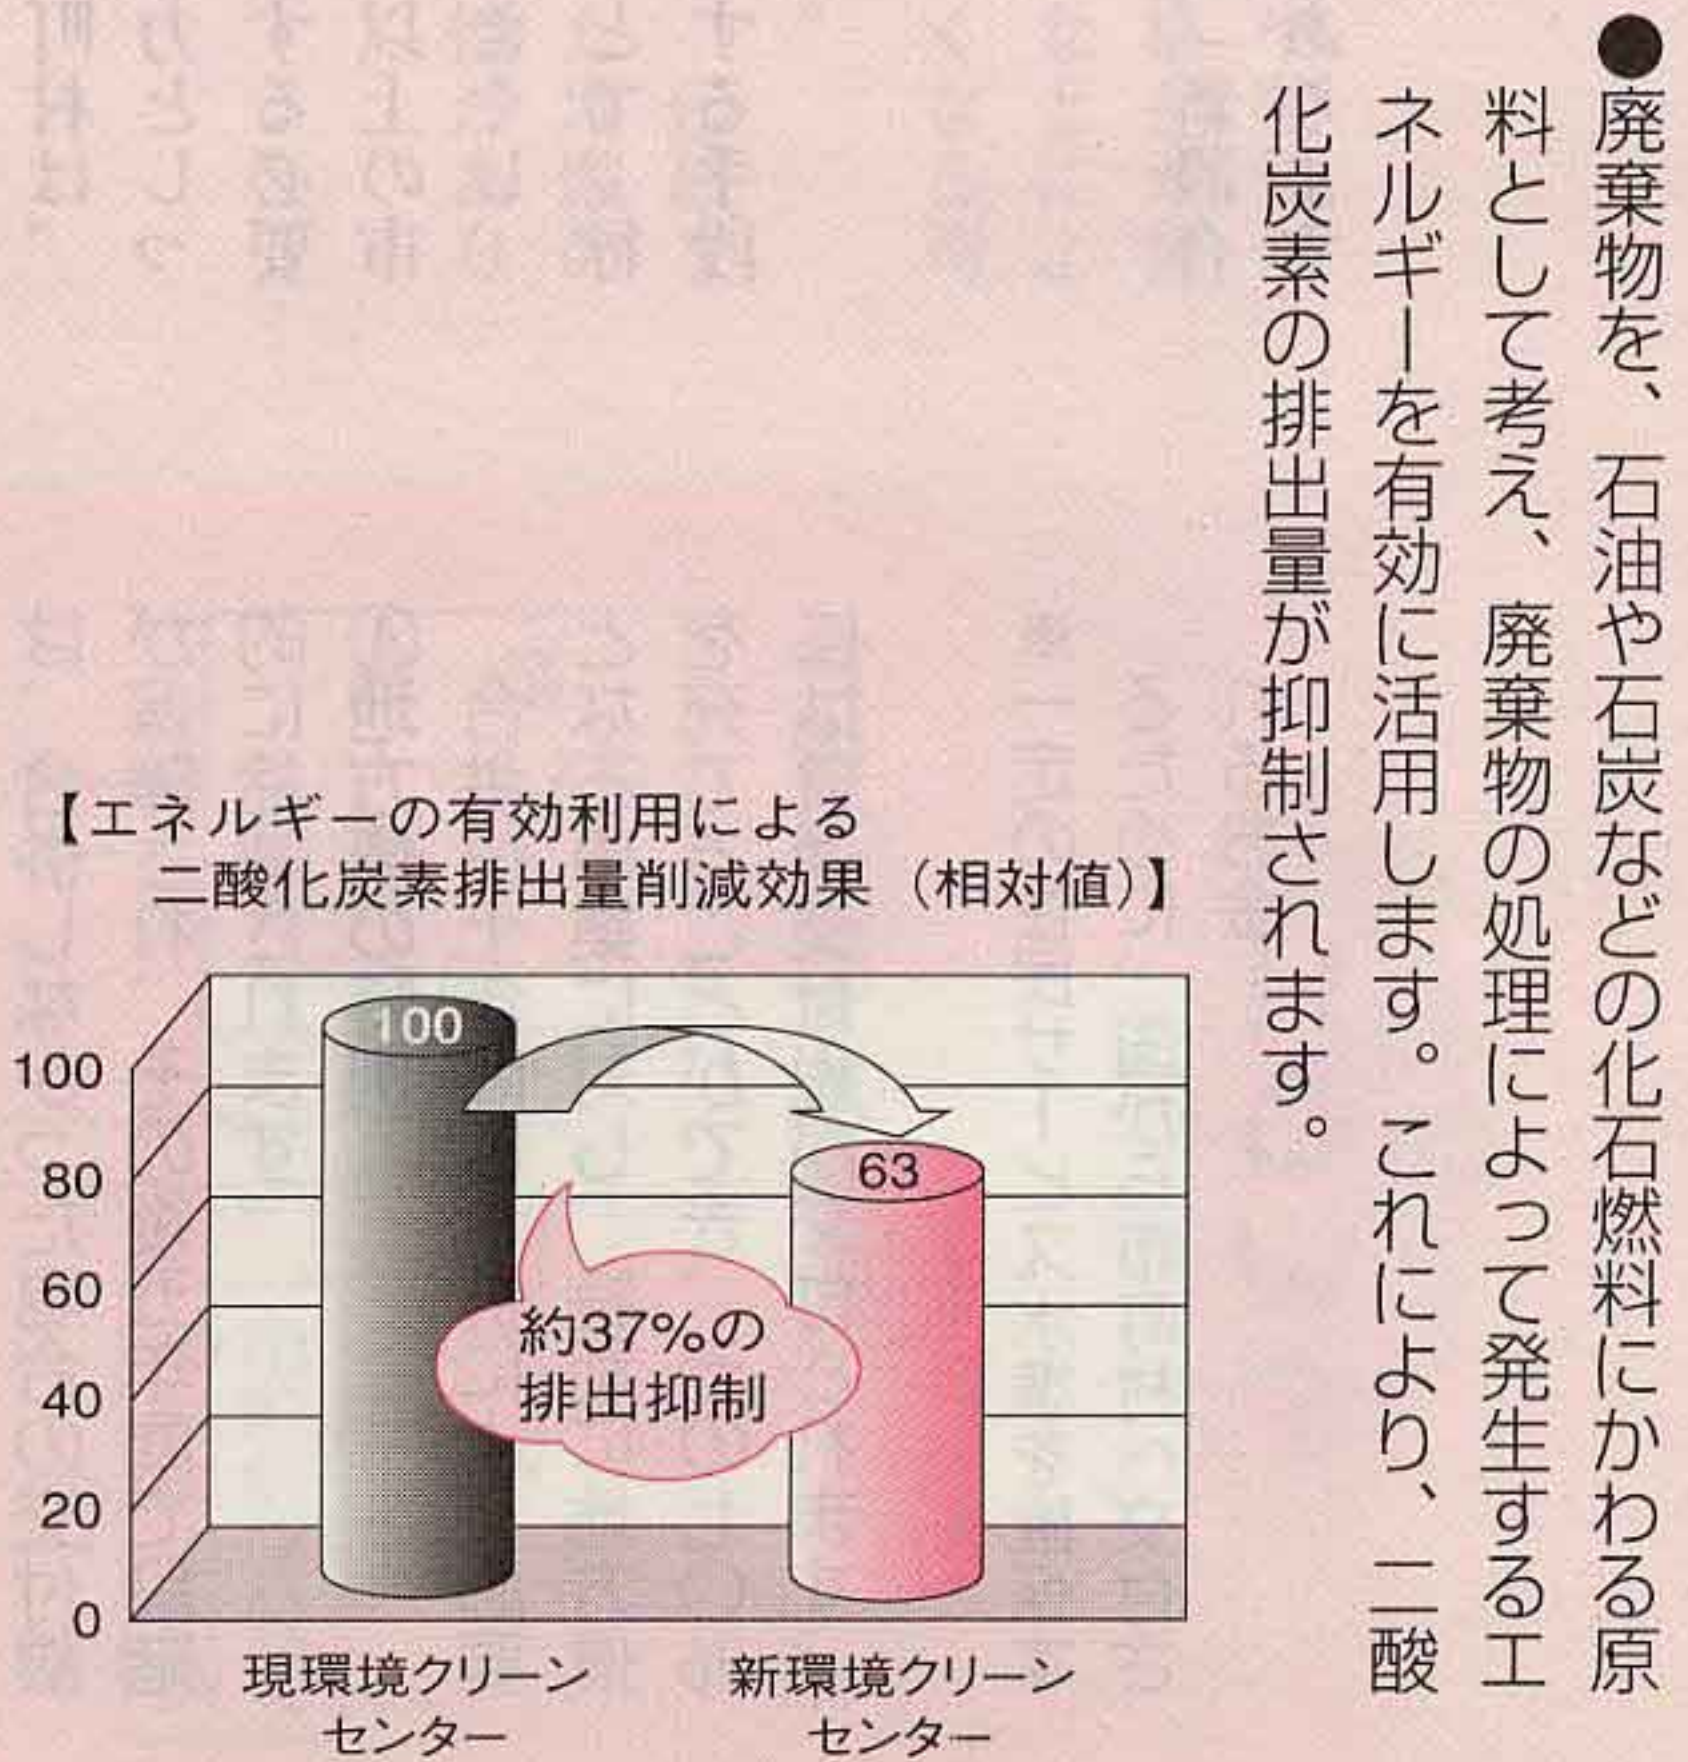 ●廃棄物を、石油や石炭などの化石燃料にかわる原
料として考え、廃棄物の処理によって発生するエ
ネルギーを有効に活用します。これにより、二酸
化炭素の排出量が抑制されます。
【エネルギーの有効利用による
二酸化炭素排出量削減効果（相対値）】
100
80
60
40
20
0
100
63
約37%の
排出抑制
現環境クリーン
センター
新環境クリーン
センター